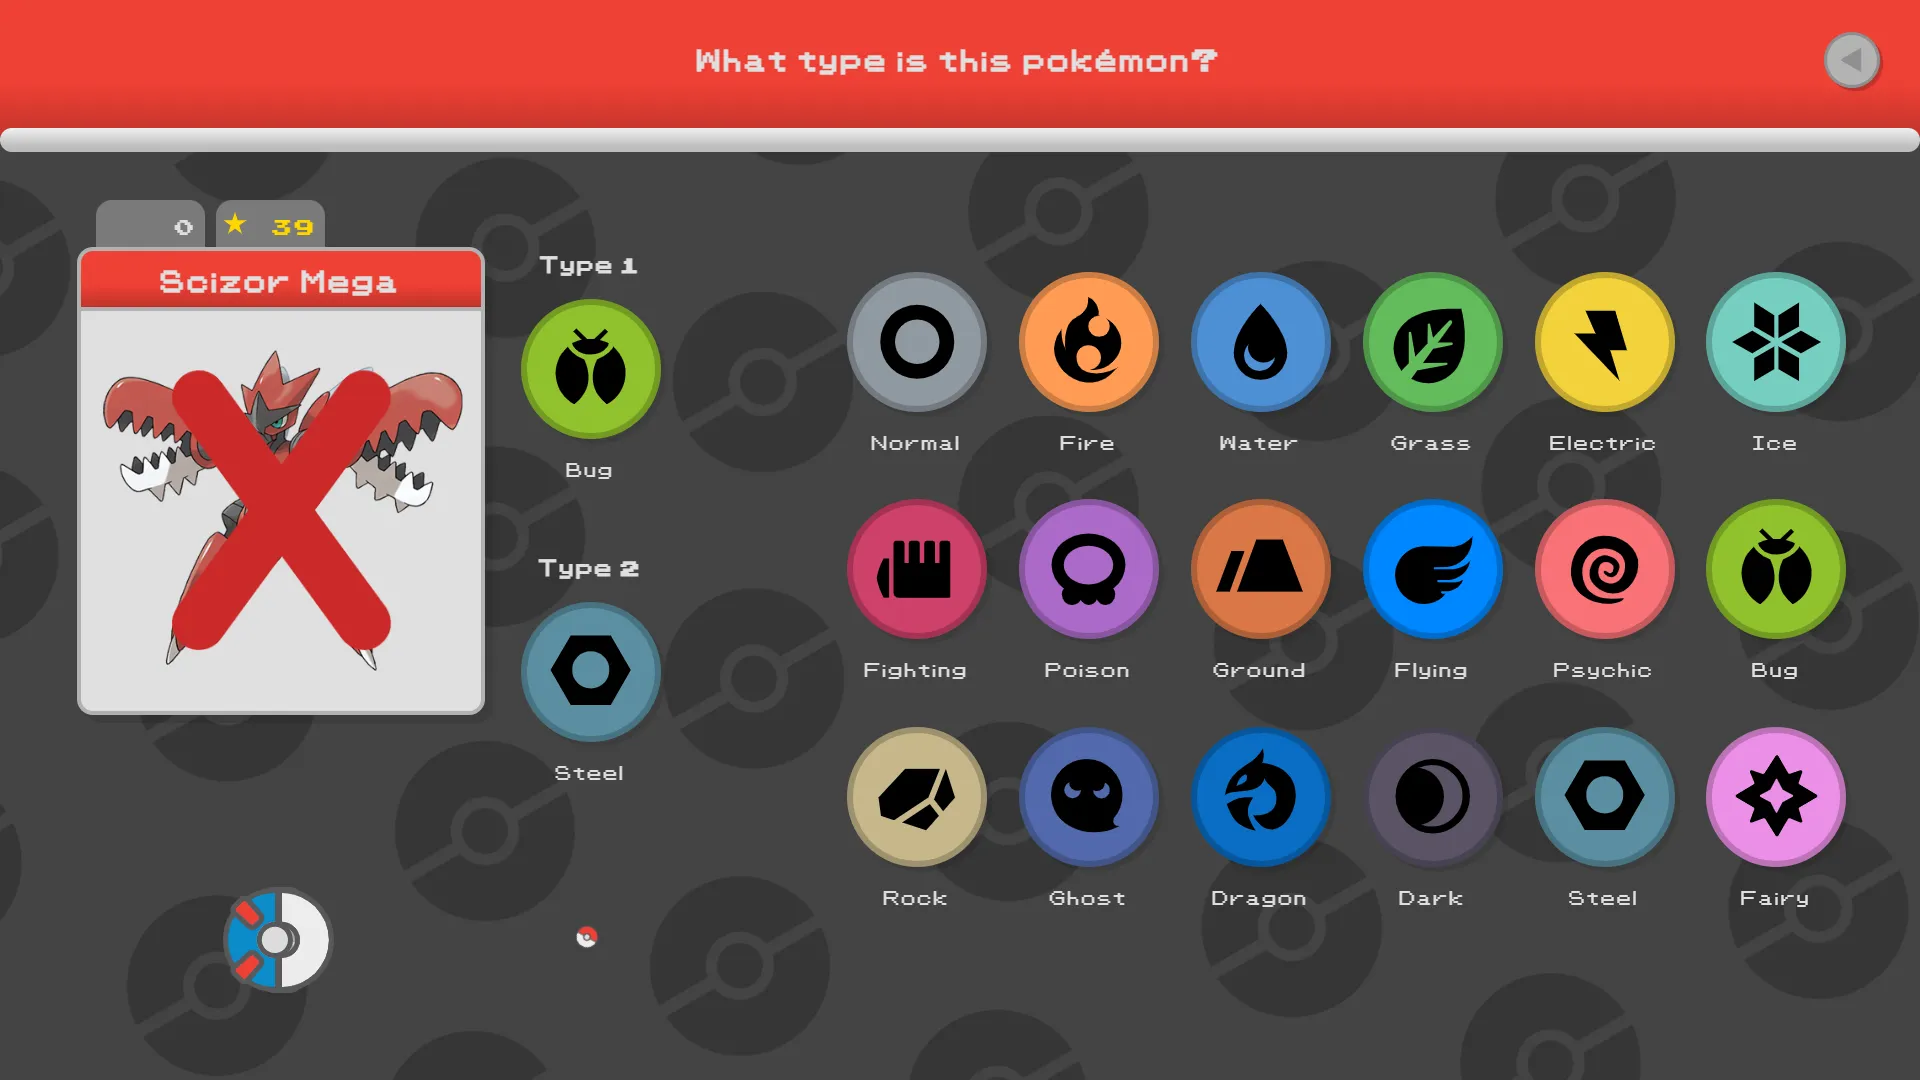 What type is this pokémon?
0
39
Scizor Mega
Type 1
Bug
Type 2
Steel
Normal
Fire
Water
Grass
Electric
Ice
Fighting
Poison
Ground
Flying
Psychic
Bug
Rock
Ghost
Dragon
Dark
Steel
Fairy